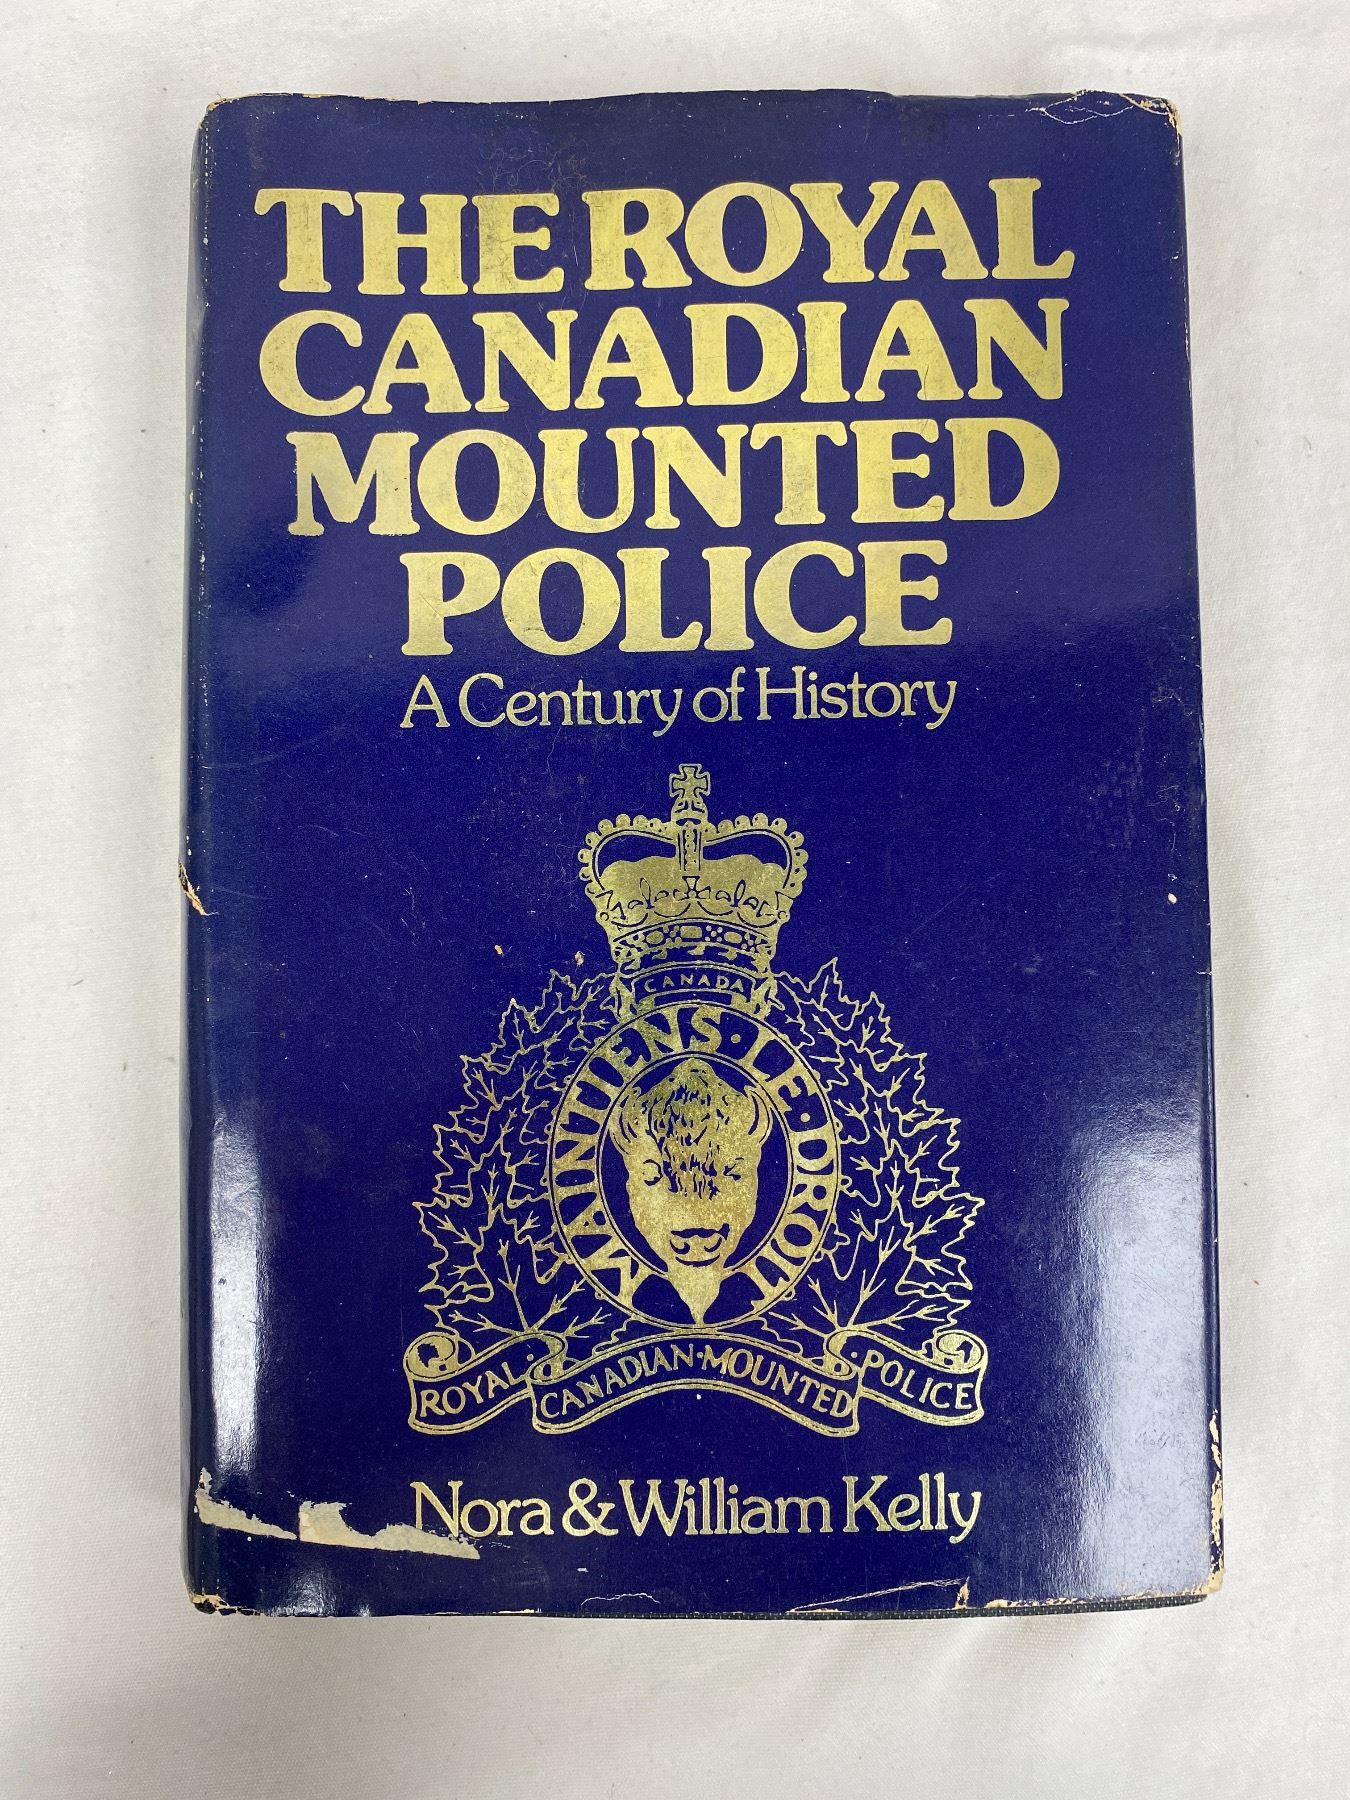 THE ROYAL
CANADIAN
MOUNTED
POLICE
A Century of History
CANADA
MAINTIENS·LE·DROIT
ROYAL·CANADIAN·MOUNTED·POLICE
Nora & William Kelly